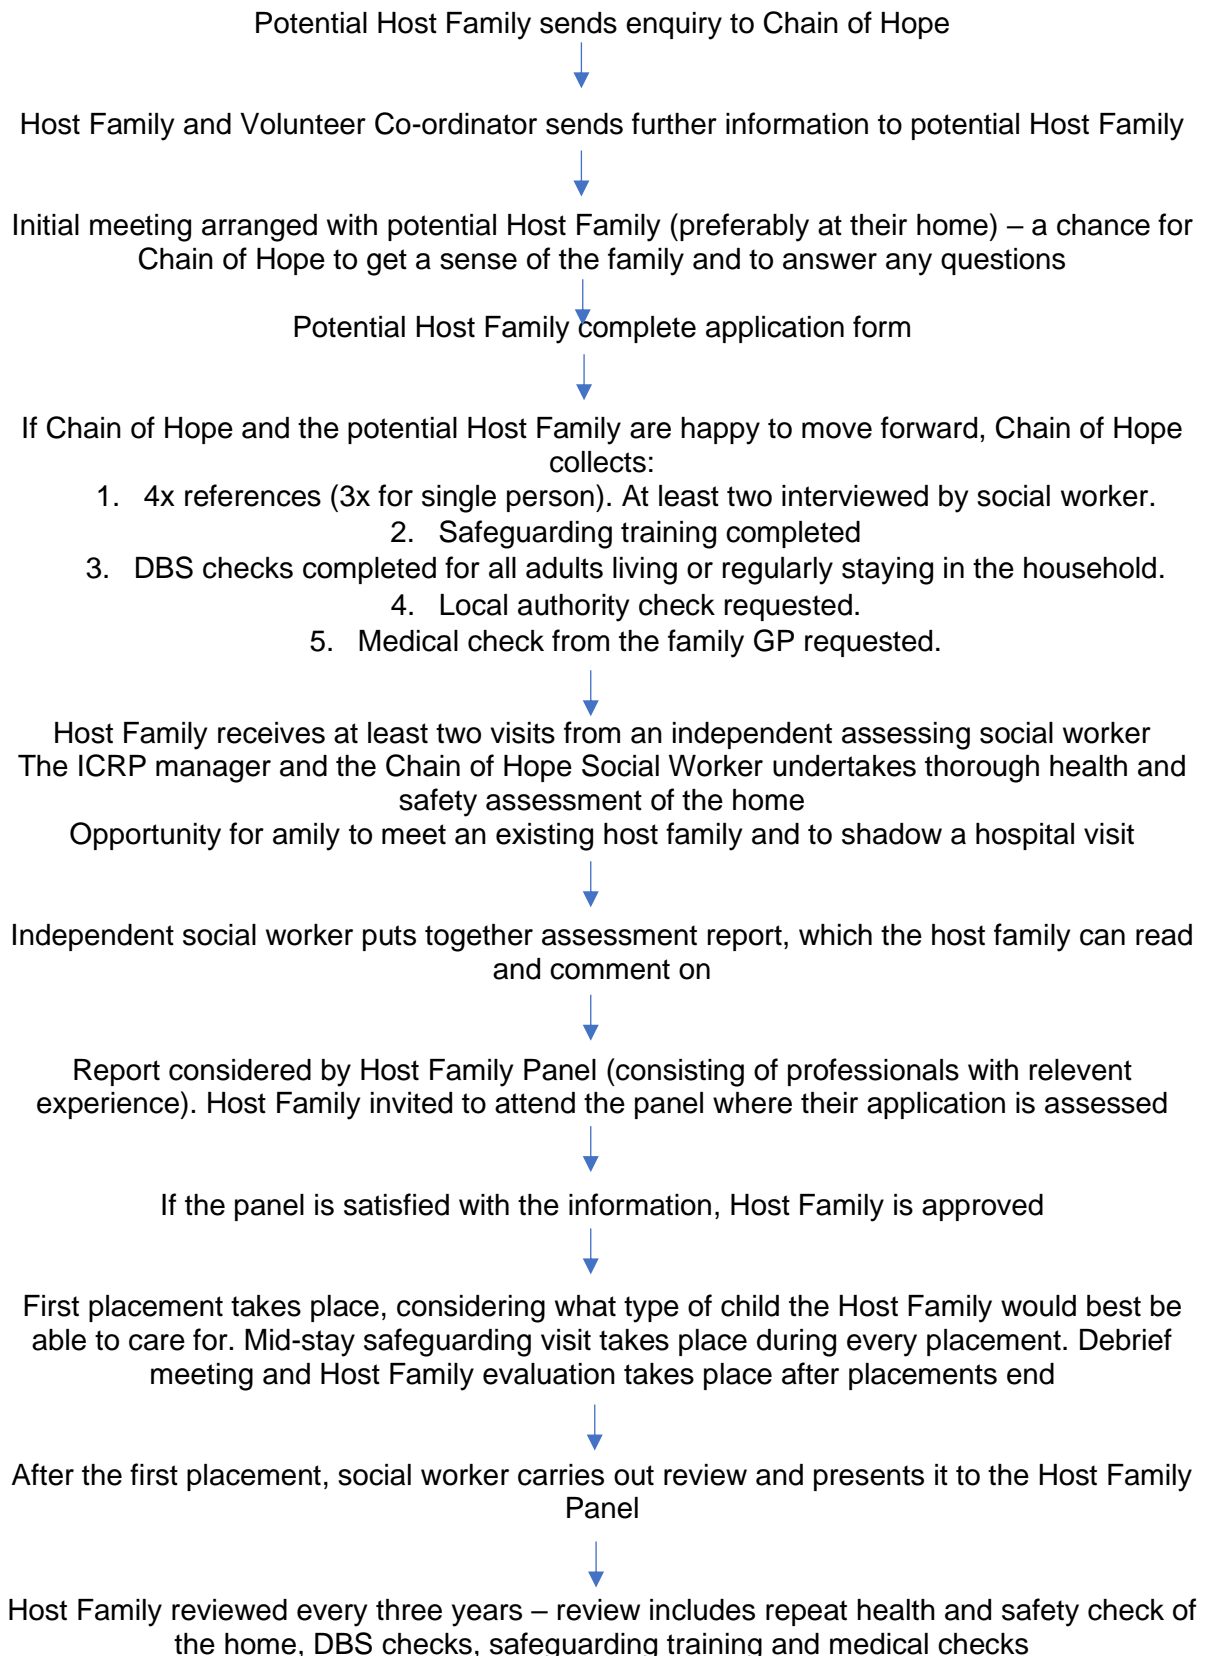 Potential Host Family sends enquiry to Chain of Hope
Host Family and Volunteer Co-ordinator sends further information to potential Host Family
Initial meeting arranged with potential Host Family (preferably at their home) – a chance for
Chain of Hope to get a sense of the family and to answer any questions
Potential Host Family complete application form
If Chain of Hope and the potential Host Family are happy to move forward, Chain of Hope
collects:
1. 4x references (3x for single person). At least two interviewed by social worker.
2. Safeguarding training completed
3. DBS checks completed for all adults living or regularly staying in the household.
4. Local authority check requested.
5. Medical check from the family GP requested.
Host Family receives at least two visits from an independent assessing social worker
The ICRP manager and the Chain of Hope Social Worker undertakes thorough health and
safety assessment of the home
Opportunity for amily to meet an existing host family and to shadow a hospital visit
Independent social worker puts together assessment report, which the host family can read
and comment on
Report considered by Host Family Panel (consisting of professionals with relevent
experience). Host Family invited to attend the panel where their application is assessed
If the panel is satisfied with the information, Host Family is approved
First placement takes place, considering what type of child the Host Family would best be
able to care for. Mid-stay safeguarding visit takes place during every placement. Debrief
meeting and Host Family evaluation takes place after placements end
After the first placement, social worker carries out review and presents it to the Host Family
Panel
Host Family reviewed every three years – review includes repeat health and safety check of
the home, DBS checks, safeguarding training and medical checks